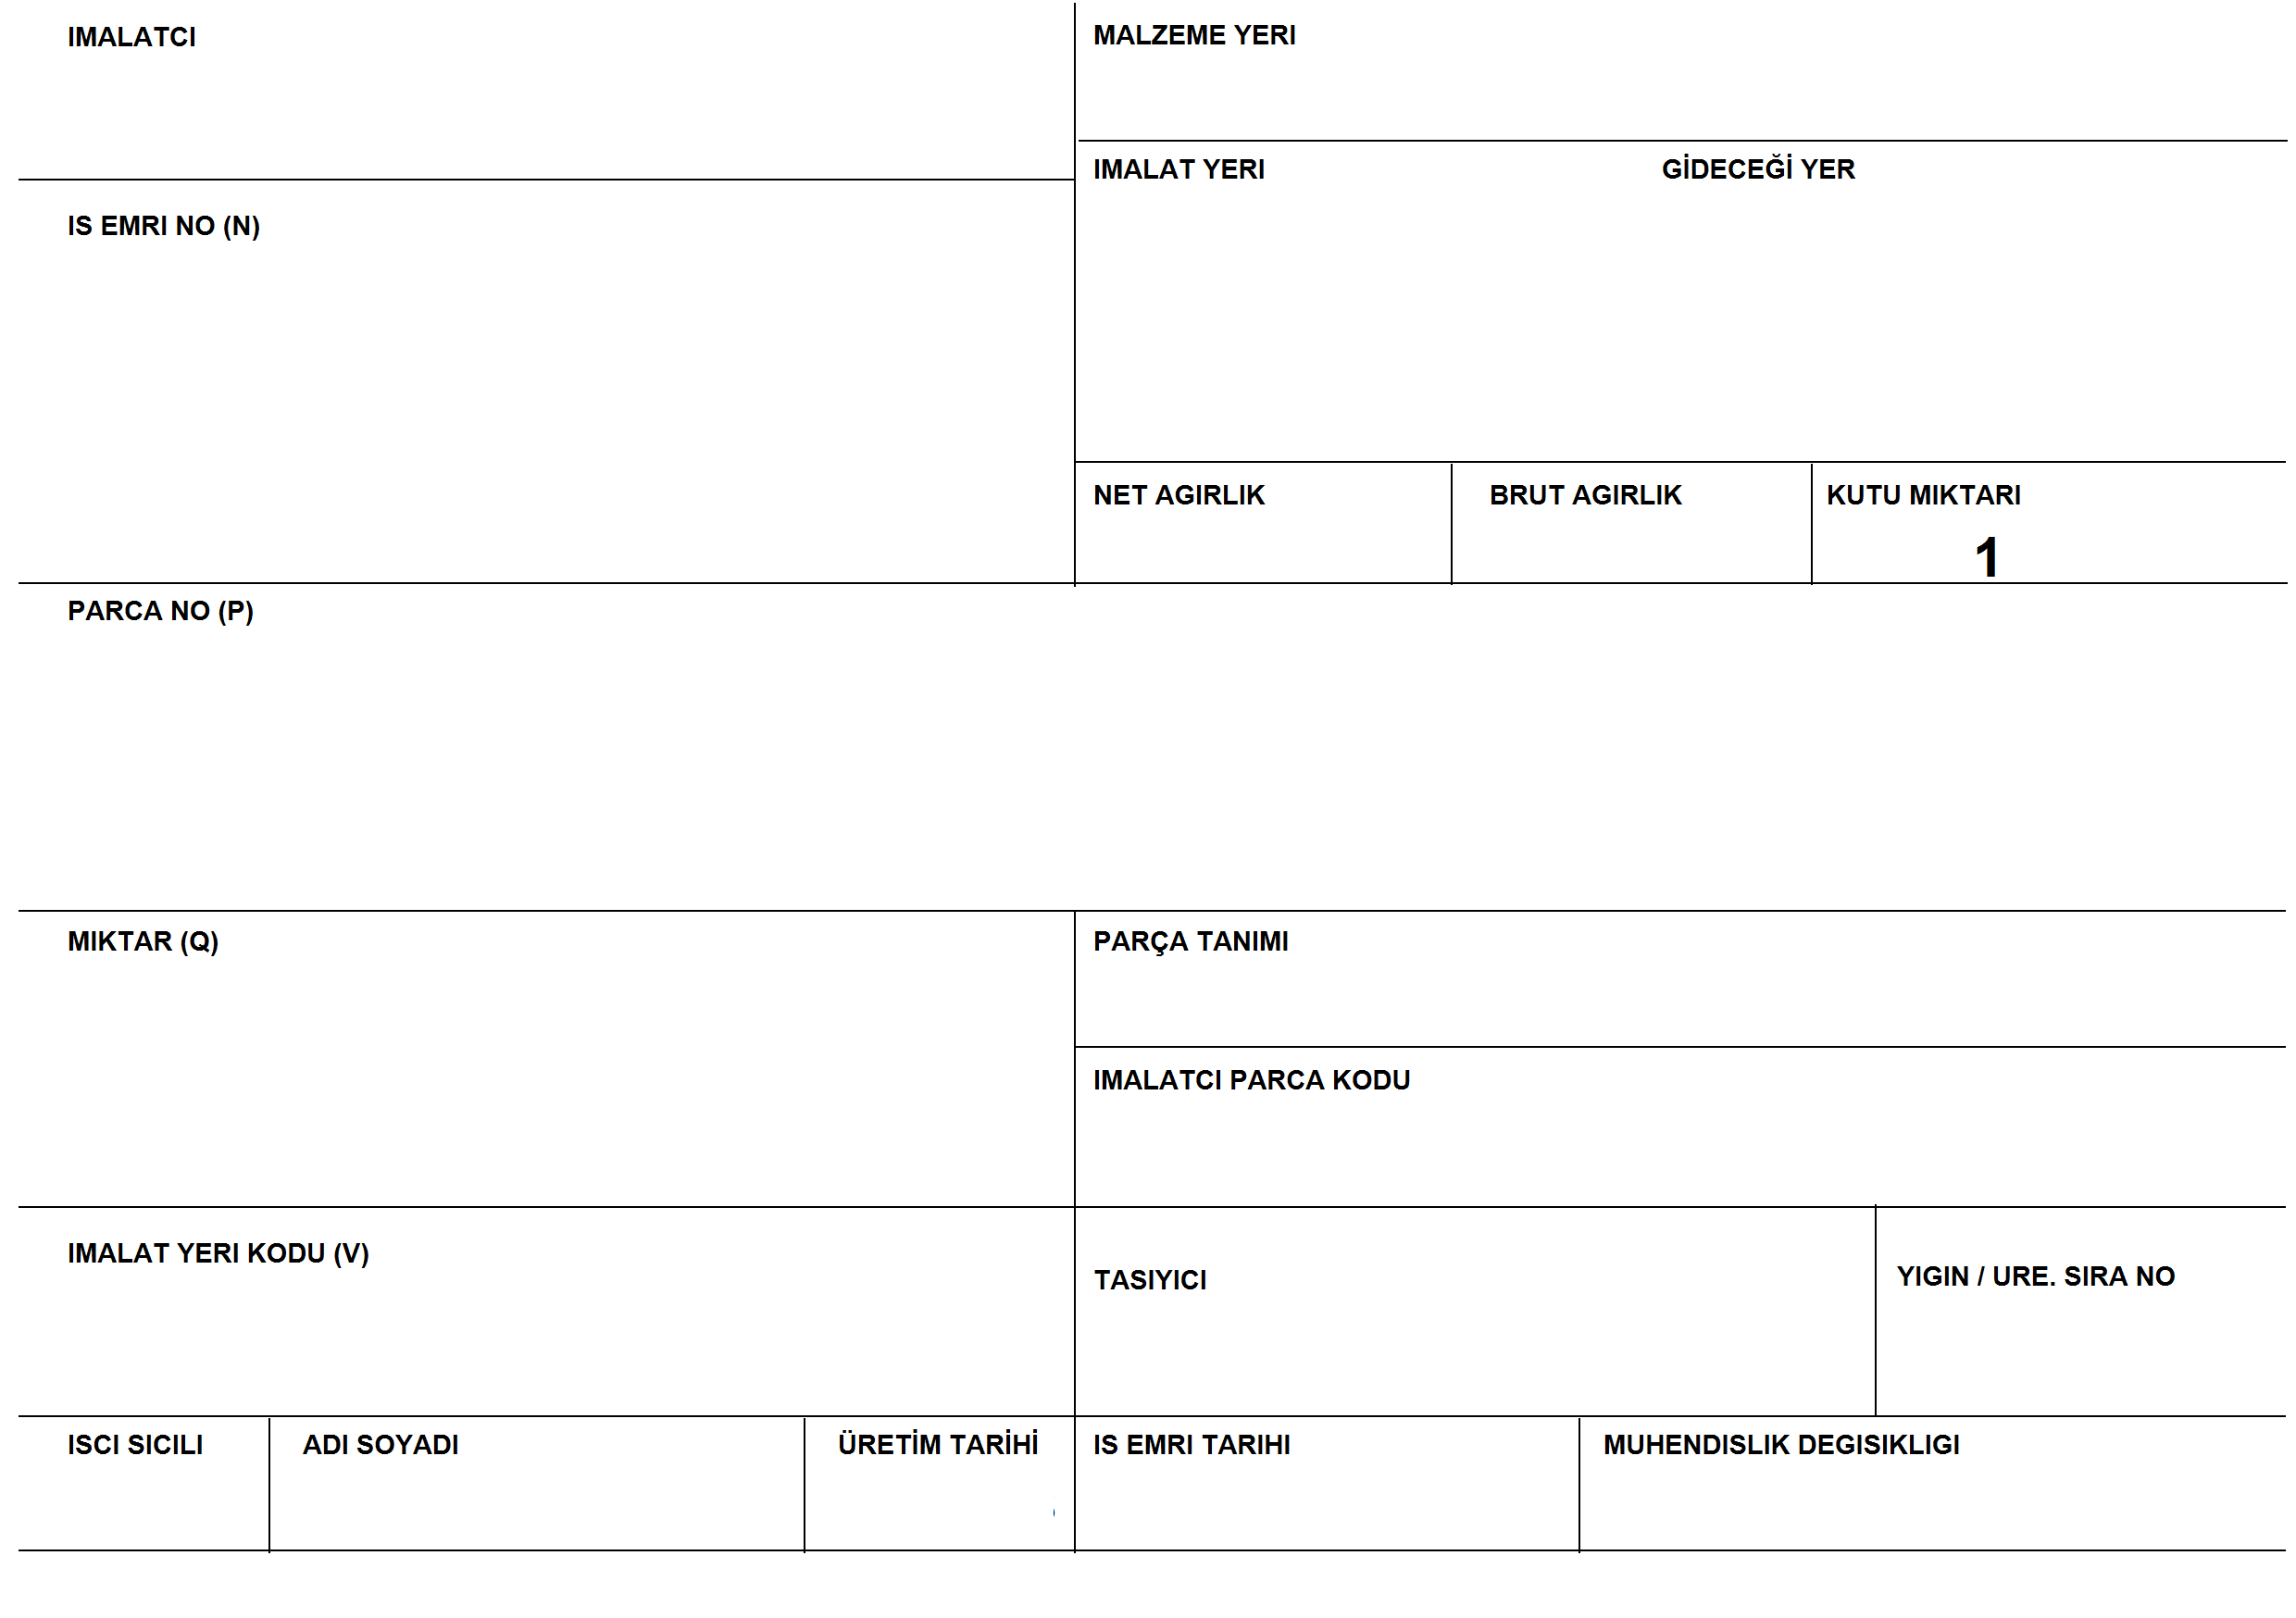 IMALATCI
MALZEME YERI
IMALAT YERI
GİDECEĞİ YER
IS EMRI NO (N)
NET AGIRLIK
BRUT AGIRLIK
KUTU MIKTARI
1
PARCA NO (P)
MIKTAR (Q)
PARÇA TANIMI
IMALATCI PARCA KODU
IMALAT YERI KODU (V)
TASIYICI
YIGIN / URE. SIRA NO
ISCI SICILI
ADI SOYADI
ÜRETİM TARİHİ
IS EMRI TARIHI
MUHENDISLIK DEGISIKLIGI